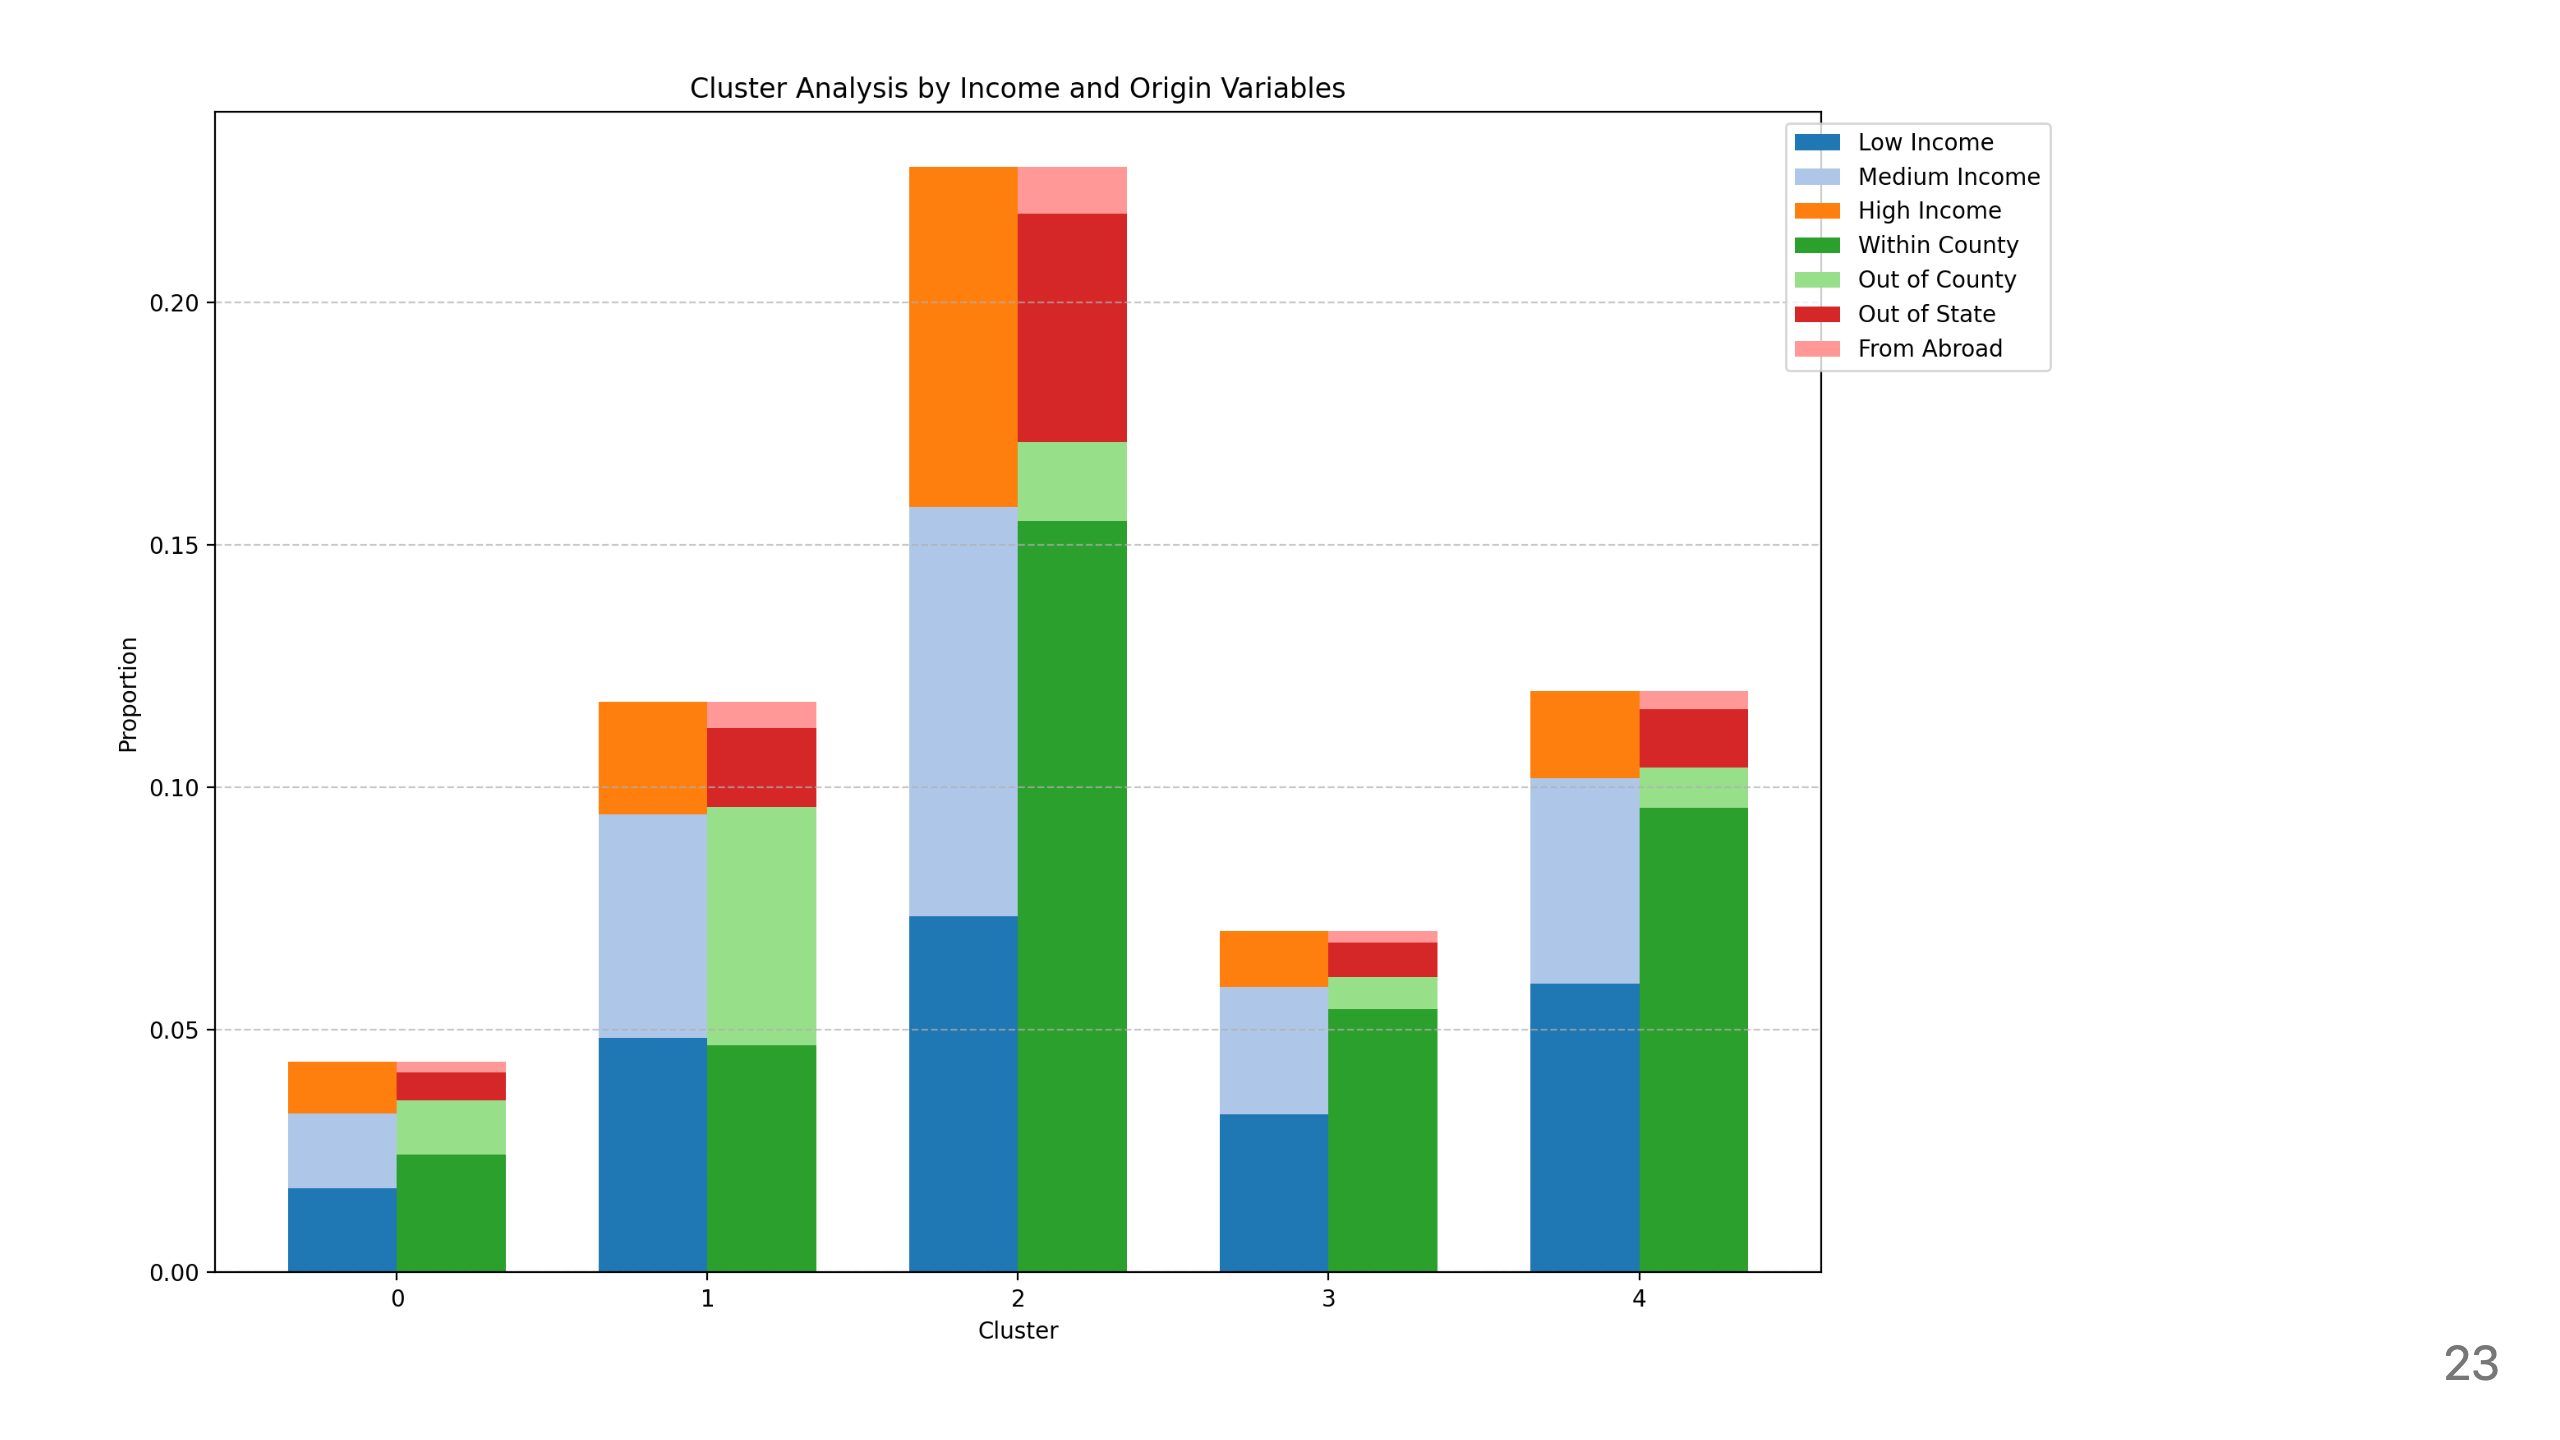 Cluster Analysis by Income and Origin Variables
Low Income
Medium Income
High Income
Within County
Out of County
Out of State
From Abroad
Proportion
0.20
0.15
0.10
0.05
0.00
0 1 2 3 4
Cluster
23